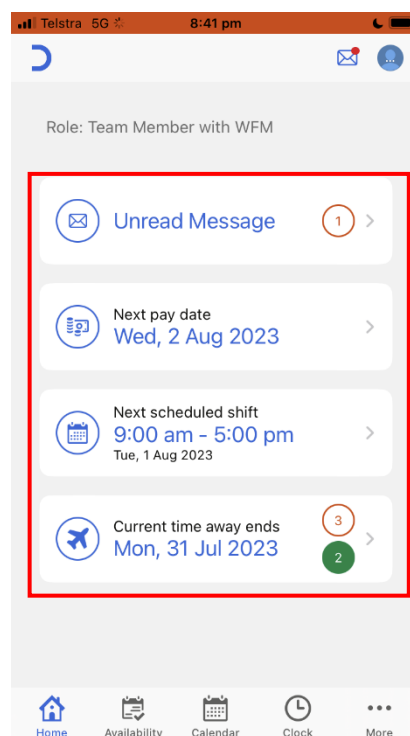 Telstra 5G 8:41 pm
Role: Team Member with WFM
Unread Message 1
Next pay date
Wed, 2 Aug 2023
Next scheduled shift
9:00 am - 5:00 pm
Tue, 1 Aug 2023
Current time away ends 3
Mon, 31 Jul 2023 2
Home Availability Calendar Clock More